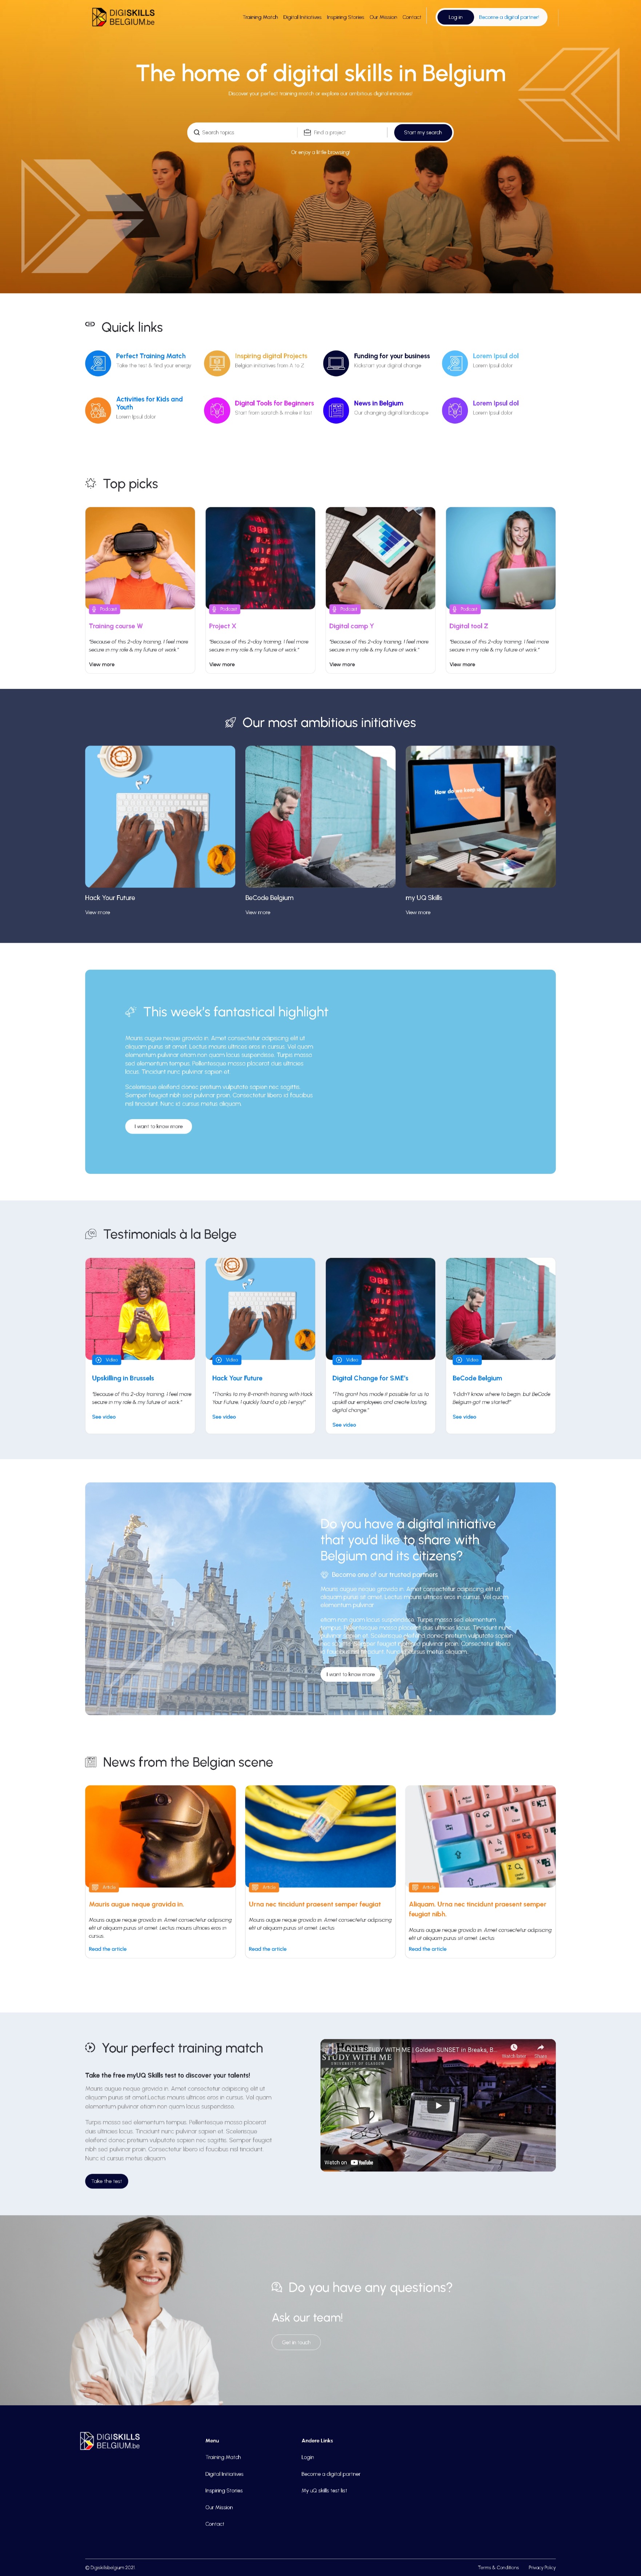 DIGISKILLS
BELGIUM.be
Training Match Digital Initiatives Inspiring Stories Our Mission Contact
Log in
Become a digital partner!
The home of digital skills in Belgium
Discover your perfect training match or explore our ambitious digital initiatives!
Search topics
Find a project
Start my search
Or enjoy a little browsing!
Quick links
Perfect Training Match
Take the test & find your energy
Inspiring digital Projects
Belgian initiatives from A to Z
Funding for your business
Kickstart your digital change
Lorem Ipsul dol
Lorem Ipsul dolor
Activities for Kids and
Youth
Lorem Ipsul dolor
Digital Tools for Beginners
Start from scratch & make it last
News in Belgium
Our changing digital landscape
Lorem Ipsul dol
Lorem Ipsul dolor
Top picks
Podcast
Training course W
"Because of this 2-day training, I feel more
secure in my role & my future at work."
View more
Podcast
Project X
"Because of this 2-day training, I feel more
secure in my role & my future at work."
View more
Podcast
Digital camp Y
"Because of this 2-day training, I feel more
secure in my role & my future at work."
View more
Podcast
Digital tool Z
"Because of this 2-day training, I feel more
secure in my role & my future at work."
View more
Our most ambitious initiatives
How do we keep up?
Hack Your Future
View more
BeCode Belgium
View more
my UQ Skills
View more
This week's fantastical highlight
Mauris augue neque gravida in. Amet consectetur adipiscing elit ut
aliquam purus sit amet. Lectus mauris ultrices eros in cursus. Vel quam
elementum pulvinar etiam non quam lacus suspendisse. Turpis massa
sed elementum tempus. Pellentesque massa placerat duis ultricies
lacus. Tincidunt nunc pulvinar sapien et.
Scelerisque eleifend donec pretium vulputate sapien nec sagittis.
Semper feugiat nibh sed pulvinar proin. Consectetur libero id faucibus
nisl tincidunt. Nunc id cursus metus aliquam.
I want to know more
Testimonials à la Belge
Video
Upskilling in Brussels
"Because of this 2-day training, I feel more
secure in my role & my future at work."
See video
Video
Hack Your Future
"Thanks to my 8-month training with Hack
Your Future, I quickly found a job I enjoy!"
See video
Video
Digital Change for SME's
"This grant has made it possible for us to
upskill our employees and create lasting,
digital change."
See video
Video
BeCode Belgium
"I didn't know where to begin, but BeCode
Belgium got me started!"
See video
Do you have a digital initiative
that you'd like to share with
Belgium and its citizens?
Become one of our trusted partners
Mauris augue neque gravida in. Amet consectetur adipiscing elit ut
aliquam purus sit amet. Lectus mauris ultrices eros in cursus. Vel quam
elementum pulvinar
etiam non quam lacus suspendisse. Turpis massa sed elementum
tempus. Pellentesque massa placerat duis ultricies lacus. Tincidunt nunc
pulvinar sapien et. Scelerisque eleifend donec pretium vulputate sapien
nec sagittis. Semper feugiat nibh sed pulvinar proin. Consectetur libero
id faucibus nisl tincidunt. Nunc id cursus metus aliquam.
I want to know more
News from the Belgian scene
Article
Mauris augue neque gravida in.
Mauris augue neque gravida in. Amet consectetur adipiscing
elit ut aliquam purus sit amet. Lectus mauris ultrices eros in
cursus.
Read the article
Article
Urna nec tincidunt praesent semper feugiat
Mauris augue neque gravida in. Amet consectetur adipiscing
elit ut aliquam purus sit amet. Lectus
Read the article
Article
Aliquam. Urna nec tincidunt praesent semper
feugiat nibh.
Mauris augue neque gravida in. Amet consectetur adipiscing
elit ut aliquam purus sit amet. Lectus
Read the article
Your perfect training match
Take the free myUQ Skills test to discover your talents!
Mauris augue neque gravida in. Amet consectetur adipiscing elit ut
aliquam purus sit amet.Lectus mauris ultrices eros in cursus. Vel quam
elementum pulvinar etiam non quam lacus suspendisse.
Turpis massa sed elementum tempus. Pellentesque massa placerat
duis ultricies lacus. Tincidunt nunc pulvinar sapien et. Scelerisque
eleifend donec pretium vulputate sapien nec sagittis. Semper feugiat
nibh sed pulvinar proin. Consectetur libero id faucibus nisl tincidunt.
Nunc id cursus metus aliquam.
Take the test
STUDY WITH ME | Golden SUNSET in Breaks, B...
STUDY WITH ME
UNIVERSITY OF GLASGOW
Share
Watch on YouTube
Do you have any questions?
Ask our team!
Get in touch
DIGISKILLS
BELGIUM.be
Menu
Training Match
Digital Initiatives
Inspiring Stories
Our Mission
Contact
Andere Links
Login
Become a digital partner
My uQ skills test list
© Digiskillsbelgium 2021
Terms & Conditions
Privacy Policy